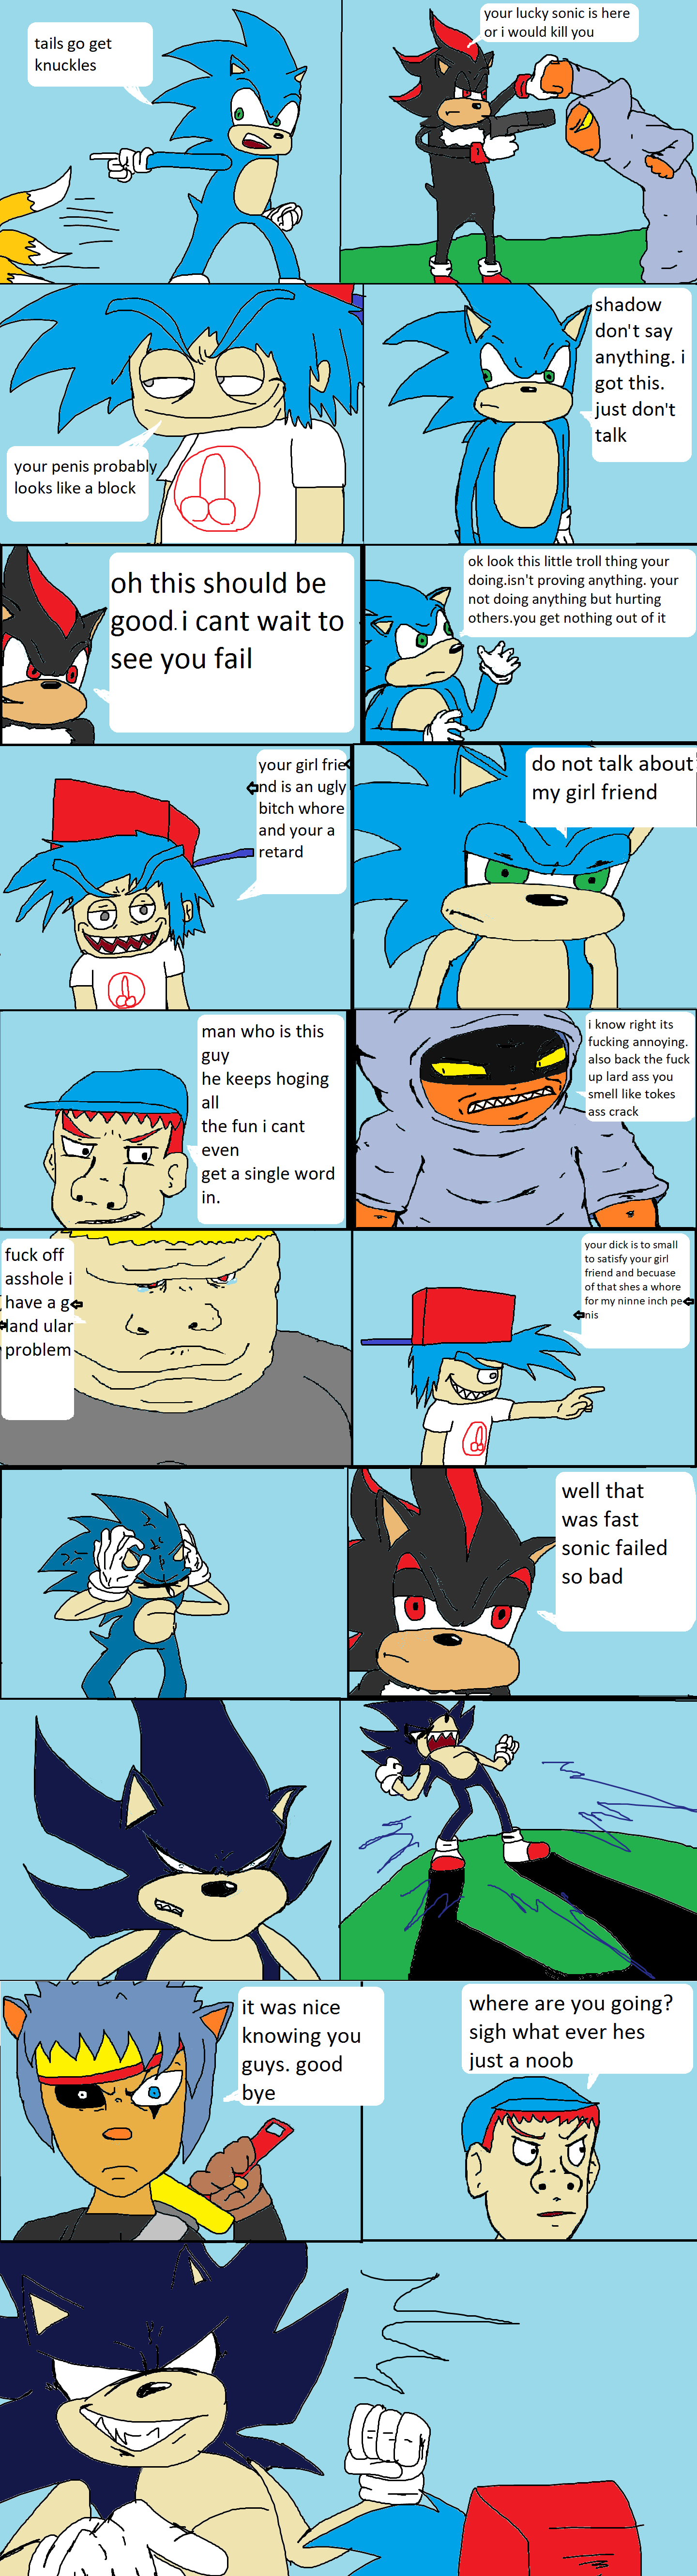 tails go get
knuckles
your lucky sonic is here
or i would kill you
your penis probably
looks like a block
shadow
don't say
anything. i
got this.
just don't
talk
oh this should be
good.i cant wait to
see you fail
ok look this little troll thing your
doing.isn't proving anything. your
not doing anything but hurting
others.you get nothing out of it
your girl frie
nd is an ugly
bitch whore
and your a
retard
do not talk about
my girl friend
man who is this
guy
he keeps hoging
all
the fun i cant
even
get a single word
in.
i know right its
fucking annoying.
also back the fuck
up lard ass you
smell like tokes
ass crack
fuck off
asshole i
have a g
land ular
problem
your dick is to small
to satisfy your girl
friend and becuase
of that shes a whore
for my ninne inch pe
nis
well that
was fast
sonic failed
so bad
it was nice
knowing you
guys. good
bye
where are you going?
sigh what ever hes
just a noob